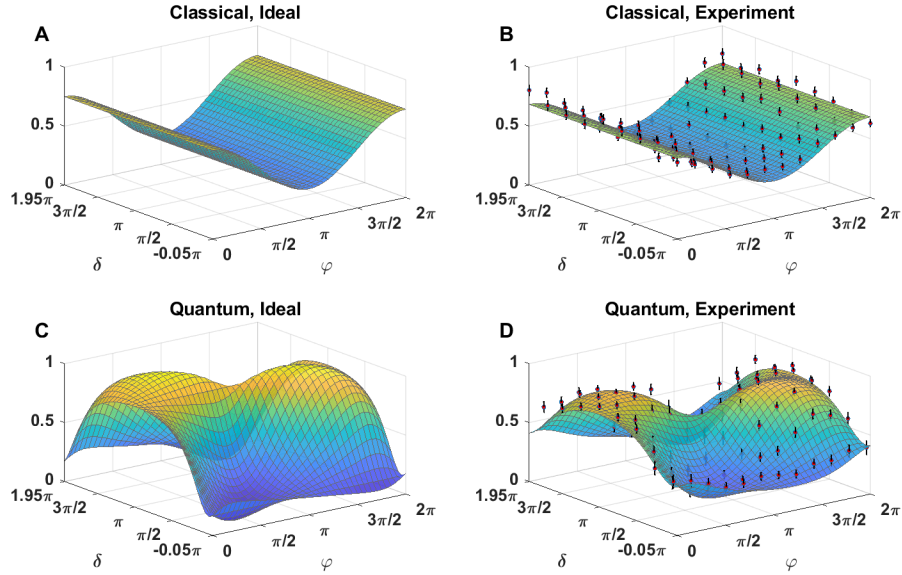 Classical, Ideal
Classical, Experiment
A
B
1
0.5
0
1.95π
3π/2
π
π/2
-0.05π
0
π/2
π
3π/2
2π
δ
φ
1
0.5
0
1.95π
3π/2
π
π/2
-0.05π
0
π/2
π
3π/2
2π
δ
φ
Quantum, Ideal
Quantum, Experiment
C
D
1
0.5
0
1.95π
3π/2
π
π/2
-0.05π
0
π/2
π
3π/2
2π
δ
φ
1
0.5
0
1.95π
3π/2
π
π/2
-0.05π
0
π/2
π
3π/2
2π
δ
φ